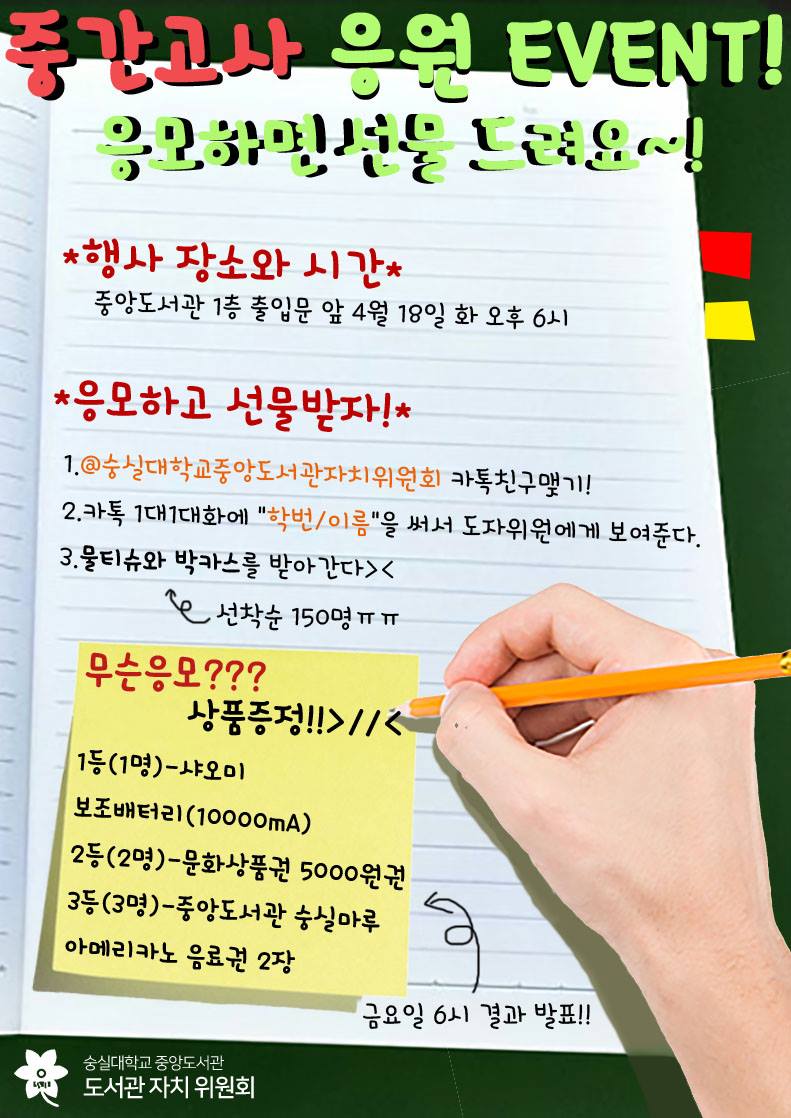 중간고사 응원 EVENT!
응모하면 선물 드려요~!
*행사 장소와 시간*
중앙도서관 1층 출입문 앞 4월 18일 화 오후 6시
*응모하고 선물받자!*
1.@숭실대학교중앙도서관자치위원회 카톡친구맺기!
2.카톡 1대1대화에 "학번/이름"을 써서 도자위원에게 보여준다.
3.물티슈와 박카스를 받아간다><
선착순 150명ㅠㅠ
무슨응모???
상품증정!!>//<
1등(1명)-샤오미
보조배터리(10000mA)
2등(2명)-문화상품권 5000원권
3등(3명)-중앙도서관 숭실마루
아메리카노 음료권 2장
금요일 6시 결과 발표!!
숭실대학교 중앙도서관
도서관 자치 위원회